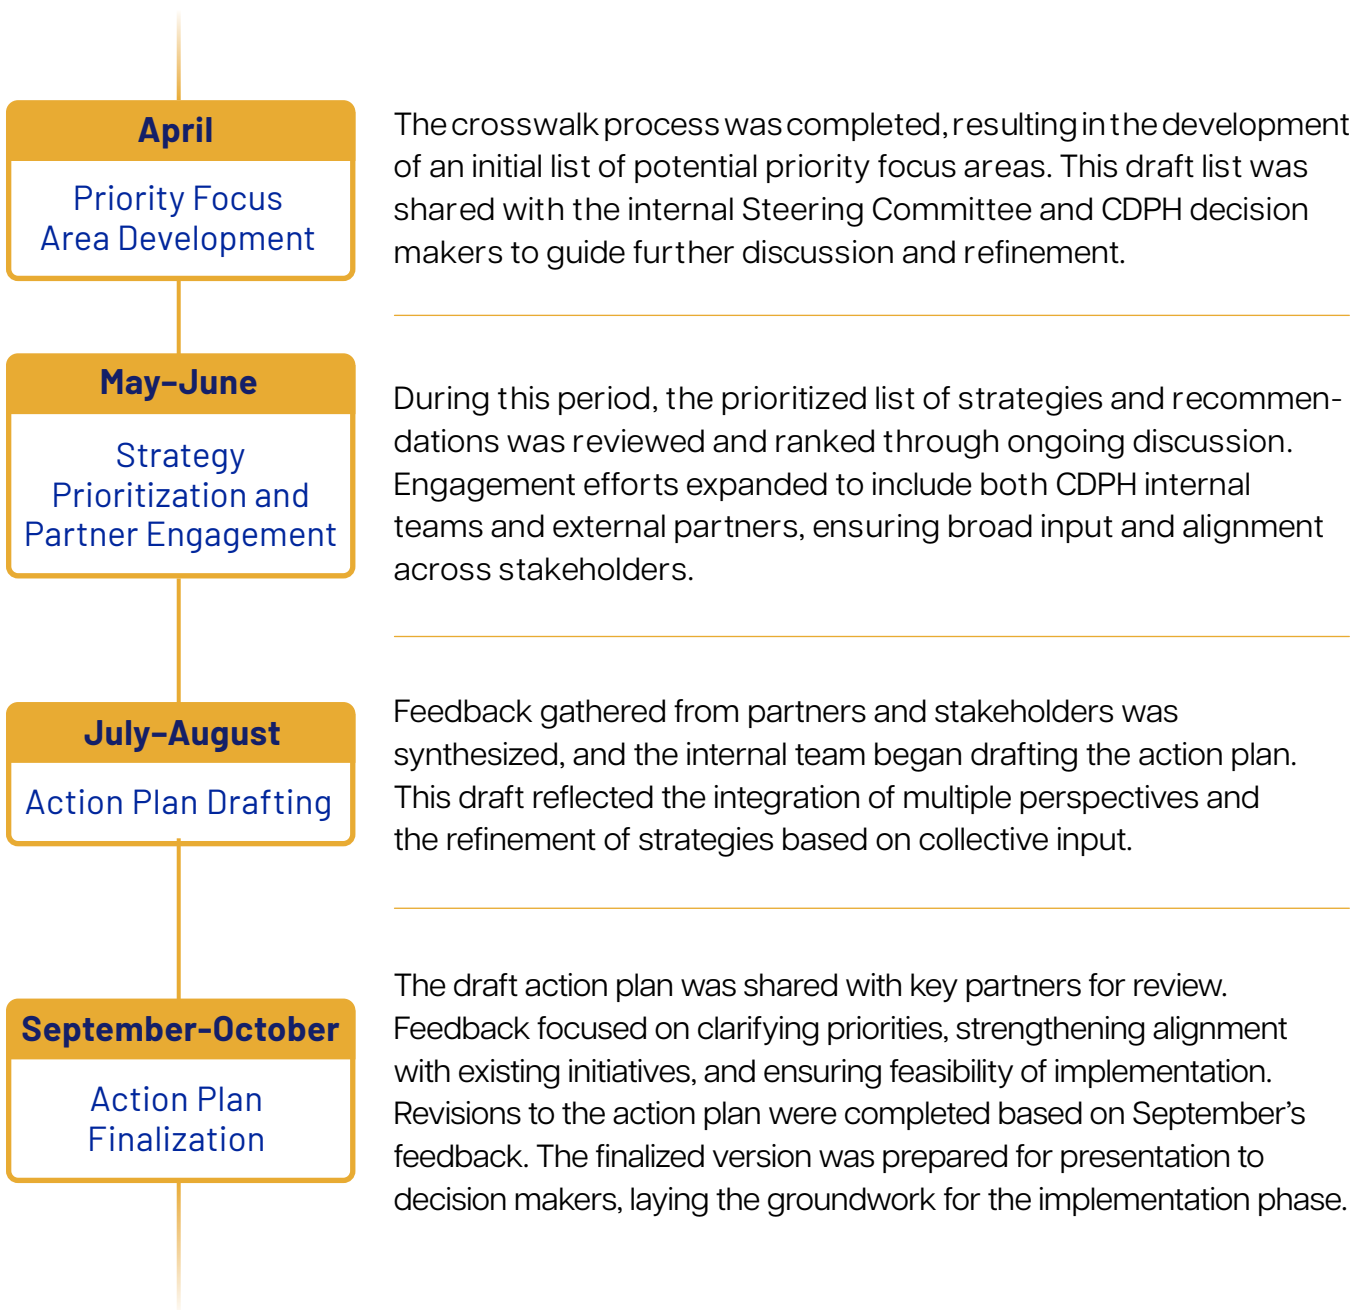 April
Priority Focus
Area Development
The crosswalk process was completed, resulting in the development
of an initial list of potential priority focus areas. This draft list was
shared with the internal Steering Committee and CDPH decision
makers to guide further discussion and refinement.
May–June
Strategy
Prioritization and
Partner Engagement
During this period, the prioritized list of strategies and recommen-
dations was reviewed and ranked through ongoing discussion.
Engagement efforts expanded to include both CDPH internal
teams and external partners, ensuring broad input and alignment
across stakeholders.
July–August
Action Plan Drafting
Feedback gathered from partners and stakeholders was
synthesized, and the internal team began drafting the action plan.
This draft reflected the integration of multiple perspectives and
the refinement of strategies based on collective input.
September-October
Action Plan
Finalization
The draft action plan was shared with key partners for review.
Feedback focused on clarifying priorities, strengthening alignment
with existing initiatives, and ensuring feasibility of implementation.
Revisions to the action plan were completed based on September’s
feedback. The finalized version was prepared for presentation to
decision makers, laying the groundwork for the implementation phase.